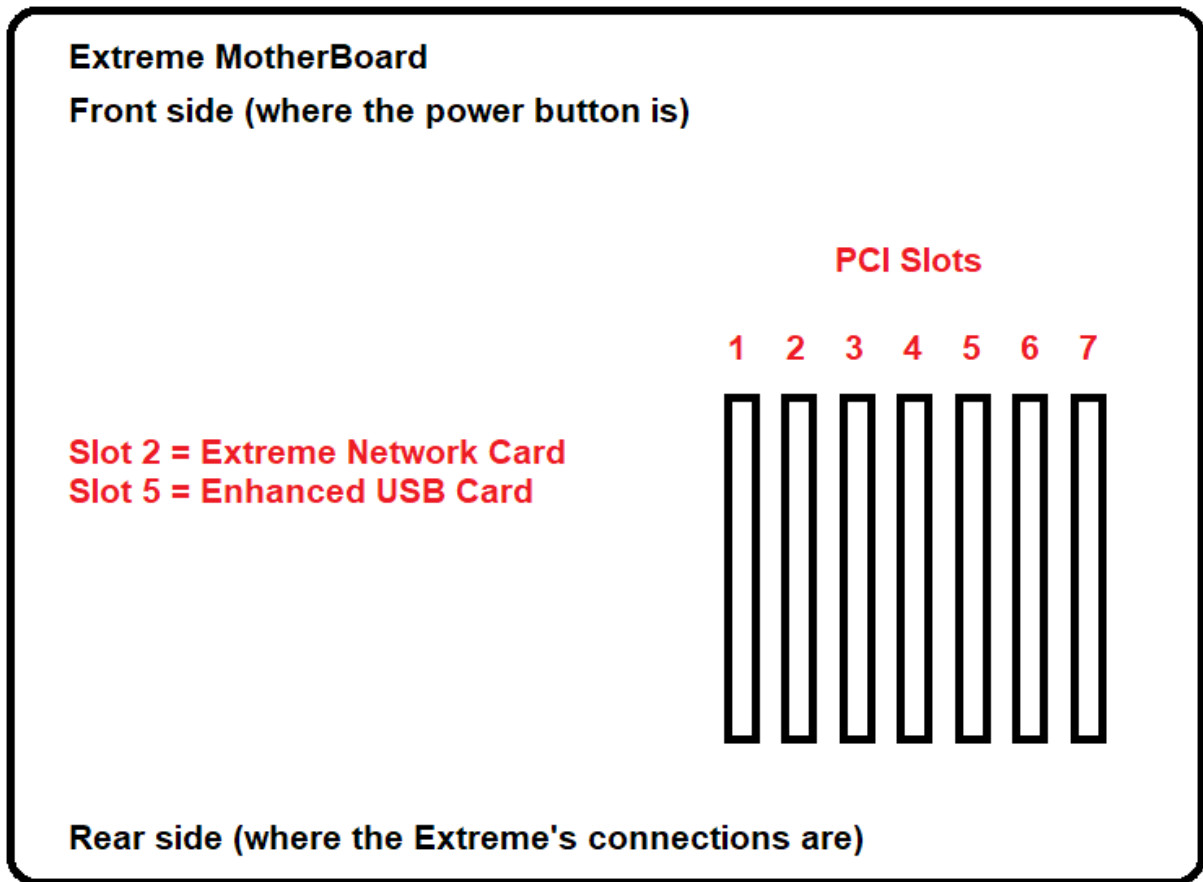 Extreme MotherBoard
Front side (where the power button is)
PCI Slots
1 2 3 4 5 6 7
Slot 2 = Extreme Network Card
Slot 5 = Enhanced USB Card
Rear side (where the Extreme's connections are)